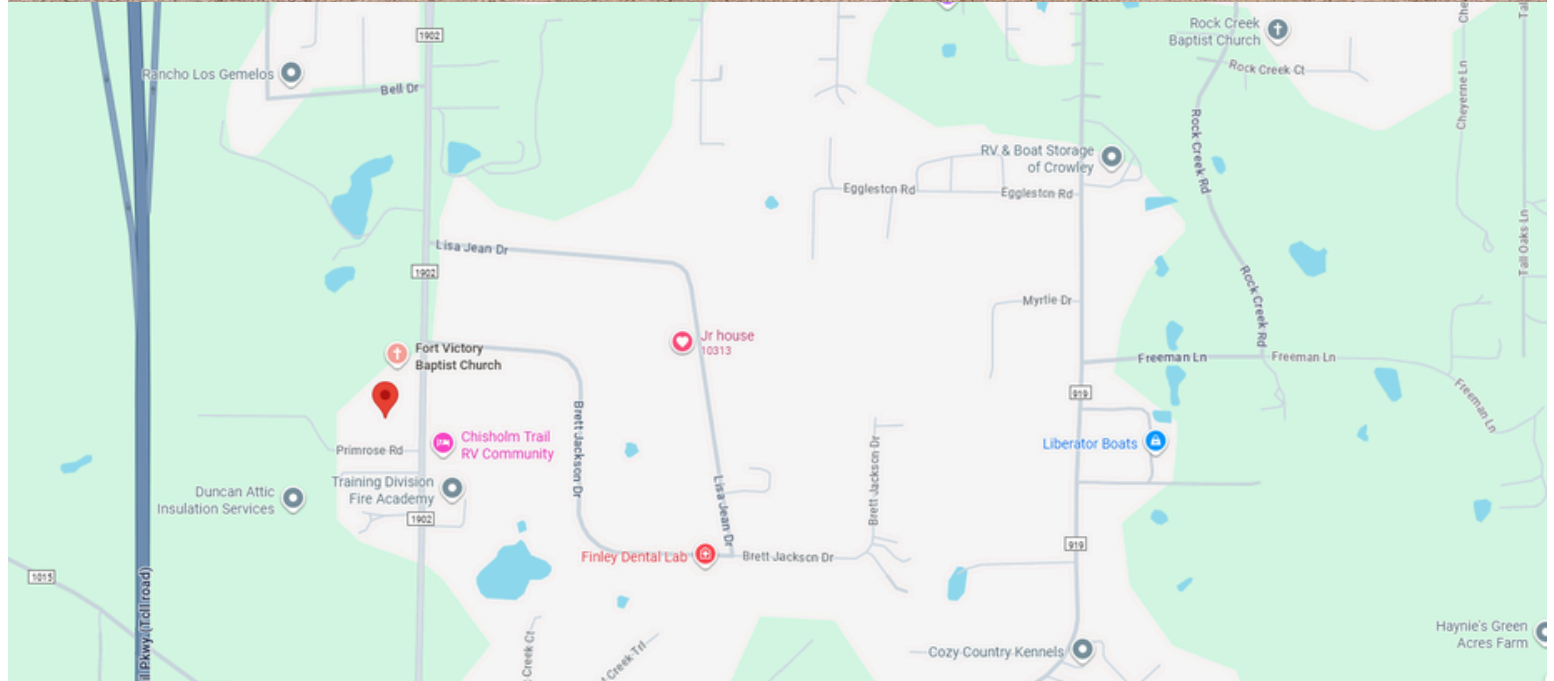 1902
Rock Creek
Baptist Church
Rancho Los Gemelos
Rock Creek Ct
Bell Dr
Cheyenne Ln
Rock Creek Rd
RV & Boat Storage
of Crowley
Eggleston Rd
Eggleston Rd
Lisa Jean Dr
Tall Oaks Ln
1902
Rock Creek Rd
Myrtle Dr
Jr house
10313
Fort Victory
Baptist Church
Freeman Ln
Freeman Ln
919
Freeman Ln
Brett Jackson Dr
Chisholm Trail
RV Community
Primrose Rd
Liberator Boats
Brett Jackson Dr
Training Division
Fire Academy
Duncan Attic
Insulation Services
Lisa Jean Dr
1902
919
Finley Dental Lab
Brett Jackson Dr
1015
Pkwy (Toll road)
Creek Ct
Creek Trl
Cozy Country Kennels
Haynie's Green
Acres Farm